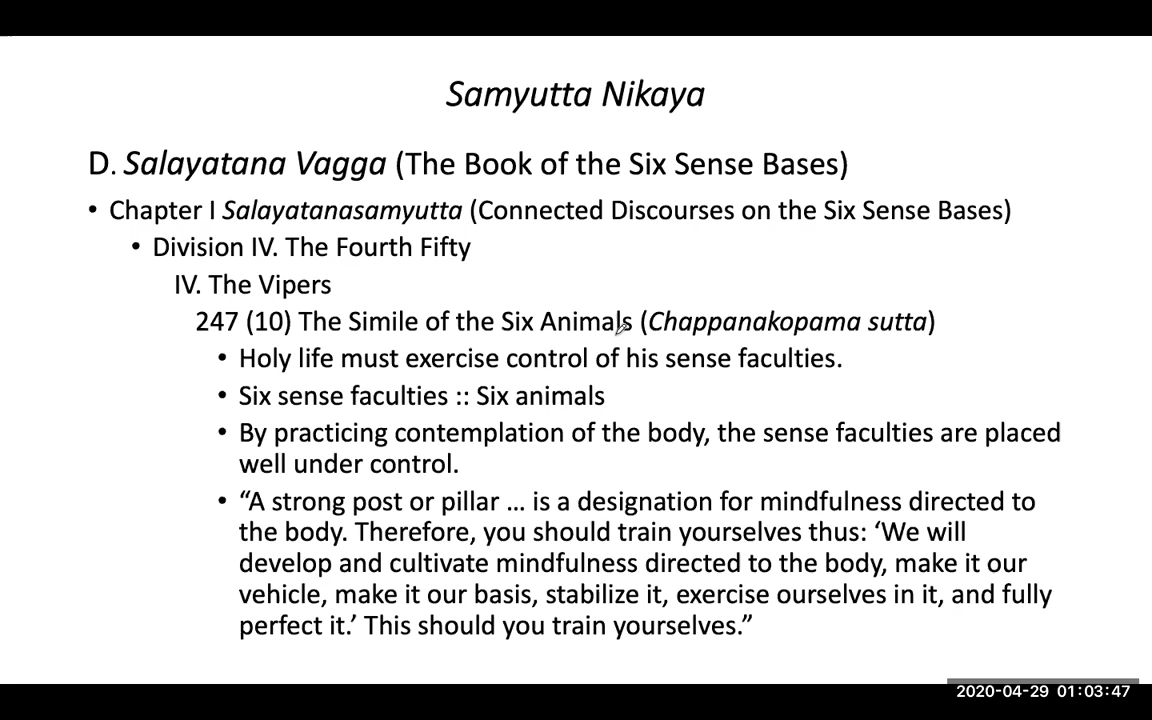 Samyutta Nikaya
D. Salayatana Vagga (The Book of the Six Sense Bases)
• Chapter I Salayatanasamyutta (Connected Discourses on the Six Sense Bases)
• Division IV. The Fourth Fifty
IV. The Vipers
247 (10) The Simile of the Six Animals (Chappanakopama sutta)
• Holy life must exercise control of his sense faculties.
• Six sense faculties :: Six animals
• By practicing contemplation of the body, the sense faculties are placed
well under control.
• “A strong post or pillar … is a designation for mindfulness directed to
the body. Therefore, you should train yourselves thus: ‘We will
develop and cultivate mindfulness directed to the body, make it our
vehicle, make it our basis, stabilize it, exercise ourselves in it, and fully
perfect it.’ This should you train yourselves.”
2020-04-29 01:03:47